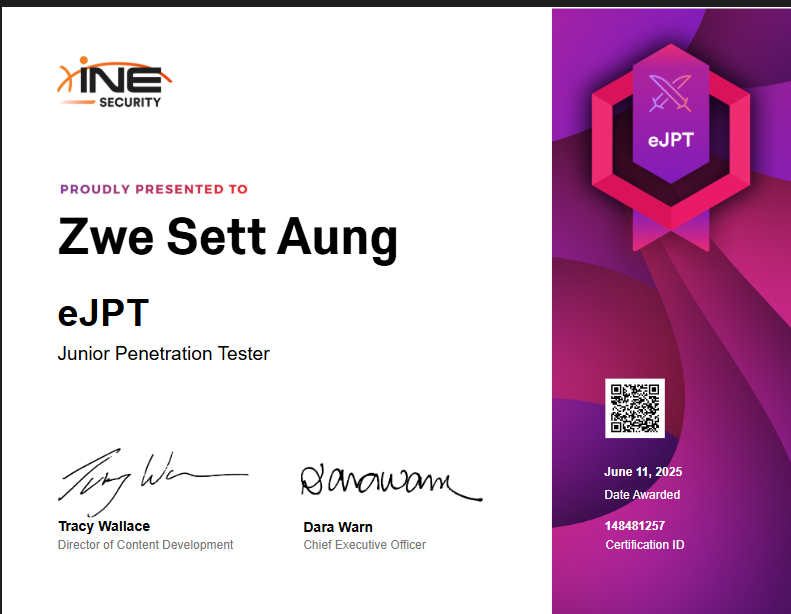 INE
SECURITY
PROUDLY PRESENTED TO
Zwe Sett Aung
eJPT
Junior Penetration Tester
Tracy Wallace
Director of Content Development
Dara Warn
Chief Executive Officer
eJPT
June 11, 2025
Date Awarded
148481257
Certification ID